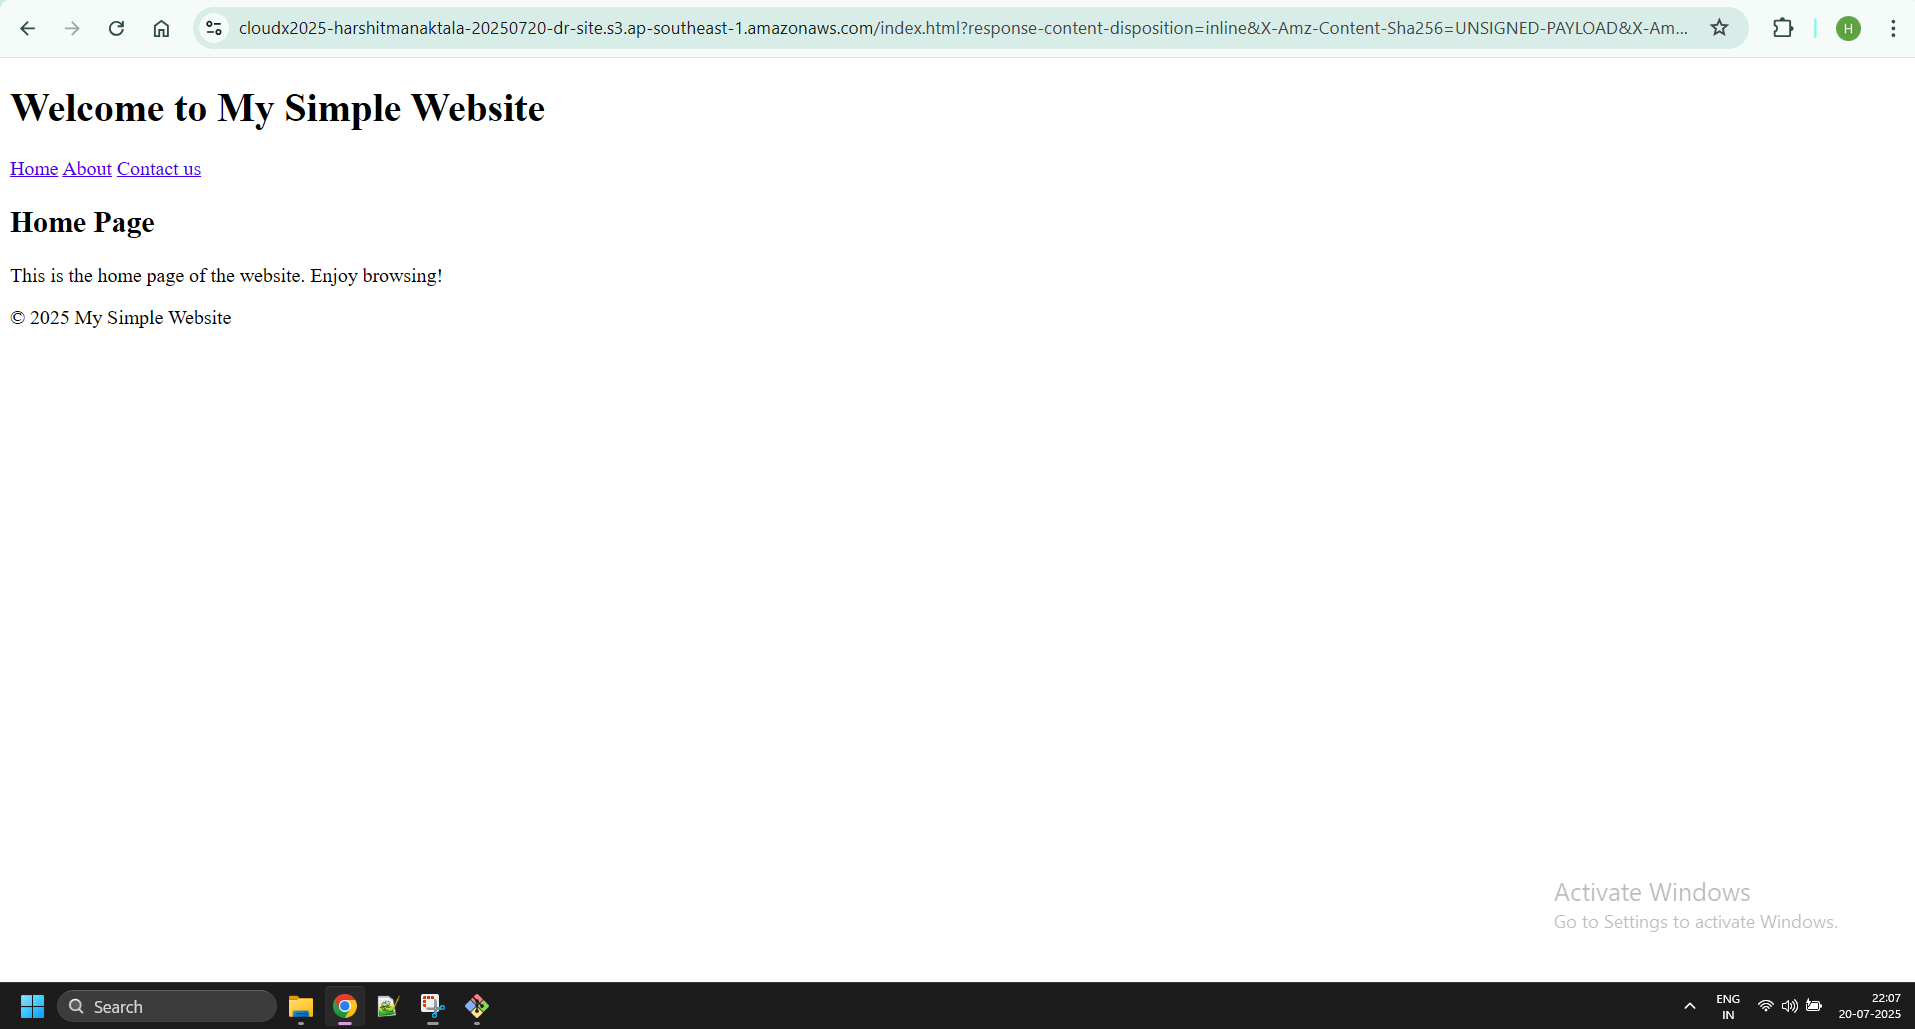 cloudx2025-harshitmanaktala-20250720-dr-site.s3.ap-southeast-1.amazonaws.com/index.html?response-content-disposition=inline&X-Amz-Content-Sha256=UNSIGNED-PAYLOAD&X-Am...
H
Welcome to My Simple Website
Home About Contact us
Home Page
This is the home page of the website. Enjoy browsing!
© 2025 My Simple Website
Activate Windows
Go to Settings to activate Windows.
Search
ENG
IN
22:07
20-07-2025